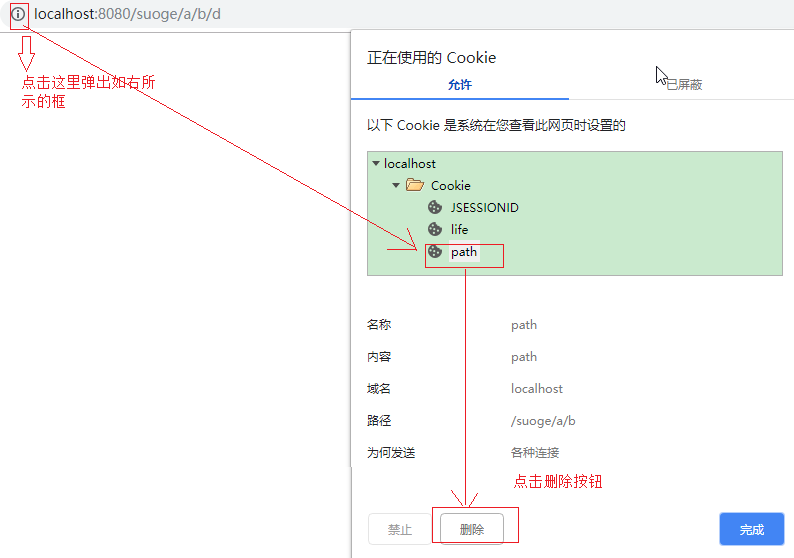 localhost:8080/suoge/a/b/d
点击这里弹出如右所
示的框
正在使用的 Cookie
允许
已屏蔽
以下 Cookie 是系统在您查看此网页时设置的
localhost
Cookie
JSESSIONID
life
path
名称 path
内容 path
域名 localhost
路径 /suoge/a/b
为何发送 各种连接
点击删除按钮
禁止
删除
完成